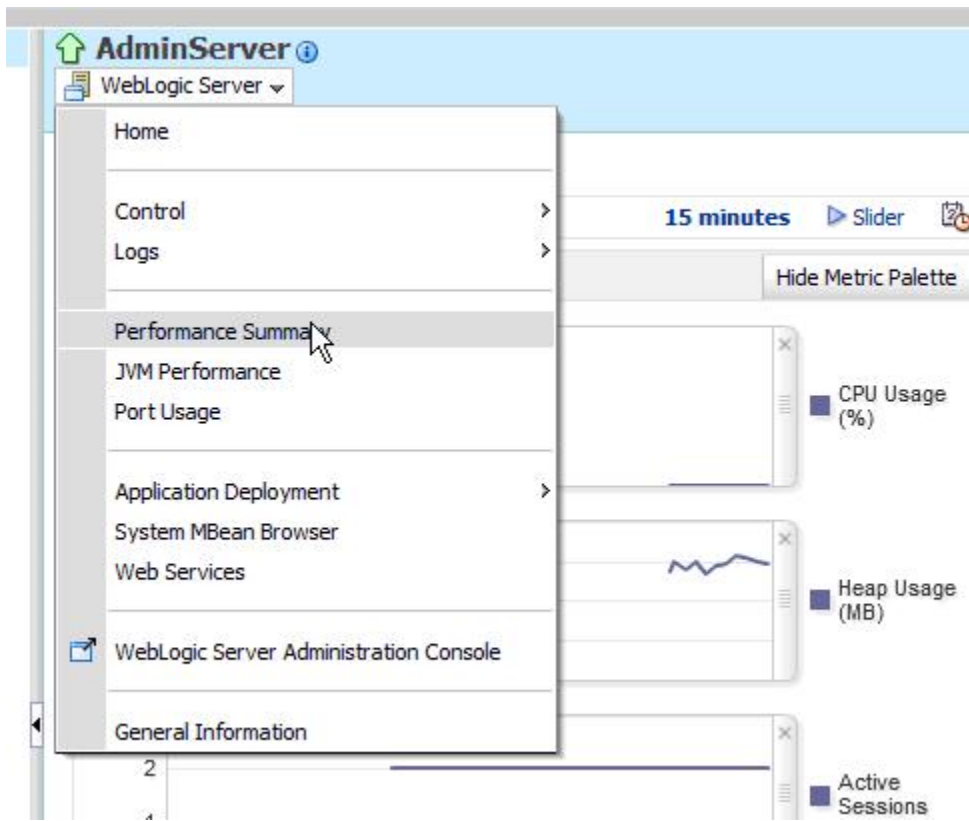 AdminServer
WebLogic Server
Home
Control
Logs
15 minutes
Slider
Hide Metric Palette
Performance Summary
JVM Performance
Port Usage
CPU Usage
(%)
Application Deployment
System MBean Browser
Web Services
Heap Usage
(MB)
WebLogic Server Administration Console
General Information
2
Active
Sessions